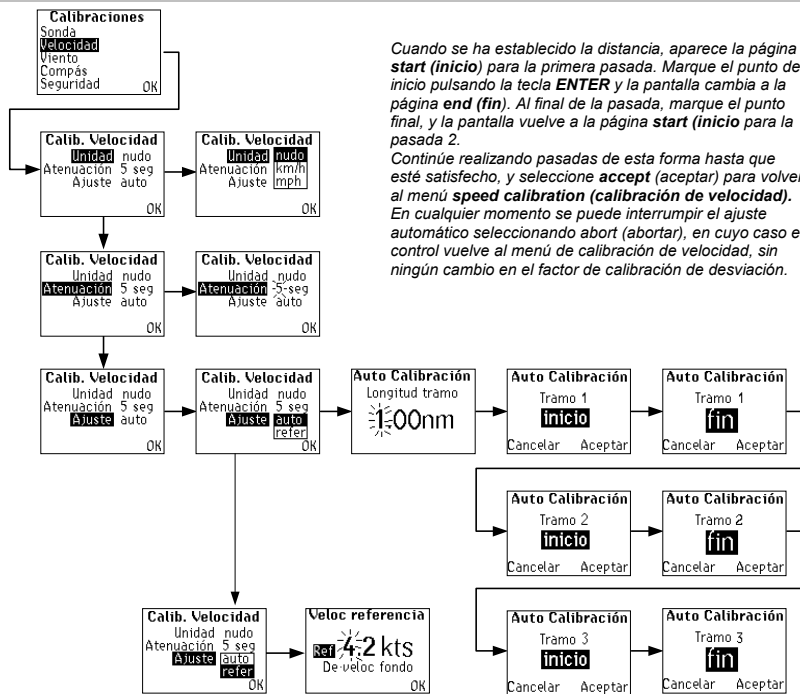 Calibraciones
Sonda
Velocidad
Viento
Compás
Seguridad OK
Cuando se ha establecido la distancia, aparece la página
start (inicio) para la primera pasada. Marque el punto de
inicio pulsando la tecla ENTER y la pantalla cambia a la
página end (fin). Al final de la pasada, marque el punto
final, y la pantalla vuelve a la página start (inicio para la
pasada 2.
Continúe realizando pasadas de esta forma hasta que
esté satisfecho, y seleccione accept (aceptar) para volver
al menú speed calibration (calibración de velocidad).
En cualquier momento se puede interrumpir el ajuste
automático seleccionando abort (abortar), en cuyo caso e
control vuelve al menú de calibración de velocidad, sin
ningún cambio en el factor de calibración de desviación.
Calib. Velocidad
Unidad nudo
Atenuación 5 seg
Ajuste auto
OK
Calib. Velocidad
Unidad nudo
Atenuación km/h
Ajuste mph
OK
Calib. Velocidad
Unidad nudo
Atenuación 5 seg
Ajuste auto
OK
Calib. Velocidad
Unidad nudo
Atenuación 5 seg
Ajuste auto
OK
Calib. Velocidad
Unidad nudo
Atenuación 5 seg
Ajuste auto
OK
Calib. Velocidad
Unidad nudo
Atenuación 5 seg
Ajuste auto
refer
OK
Auto Calibración
Longitud tramo
1.00nm
Auto Calibración
Tramo 1
inicio
Cancelar Aceptar
Auto Calibración
Tramo 1
fin
Cancelar Aceptar
Auto Calibración
Tramo 2
inicio
Cancelar Aceptar
Auto Calibración
Tramo 2
fin
Cancelar Aceptar
Calib. Velocidad
Unidad nudo
Atenuación 5 seg
Ajuste auto
refer
OK
Veloc referencia
Ref 4.2 kts
De veloc fondo
OK
Auto Calibración
Tramo 3
inicio
Cancelar Aceptar
Auto Calibración
Tramo 3
fin
Cancelar Aceptar